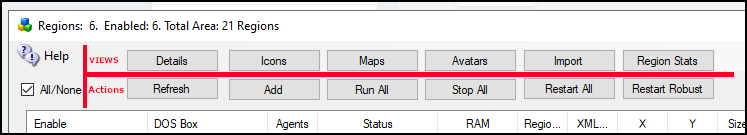 Regions: 6. Enabled: 6. Total Area: 21 Regions
Help VIEWS Details Icons Maps Avatars Import Region Stats
All/None Actions Refresh Add Run All Stop All Restart All Restart Robust
Enable DOS Box Agents Status RAM Regio... XML... X Y Size